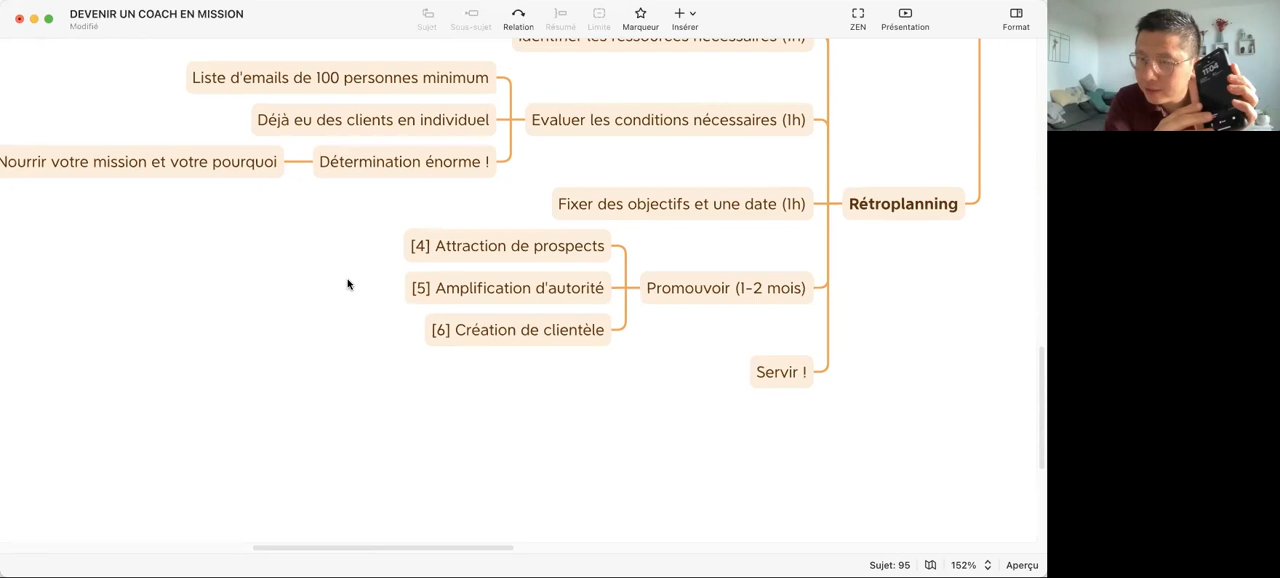 DEVENIR UN COACH EN MISSION
Modifié
Sujet
Sous-sujet
Relation
Résumé
Limite
Marqueur
Insérer
ZEN
Présentation
Format
Identifier les ressources nécessaires (1h)
Liste d'emails de 100 personnes minimum
Déjà eu des clients en individuel
Evaluer les conditions nécessaires (1h)
Nourrir votre mission et votre pourquoi
Détermination énorme !
Fixer des objectifs et une date (1h)
Rétroplanning
[4] Attraction de prospects
[5] Amplification d'autorité
Promouvoir (1-2 mois)
[6] Création de clientèle
Servir !
Sujet: 95
152%
Aperçu
11:04